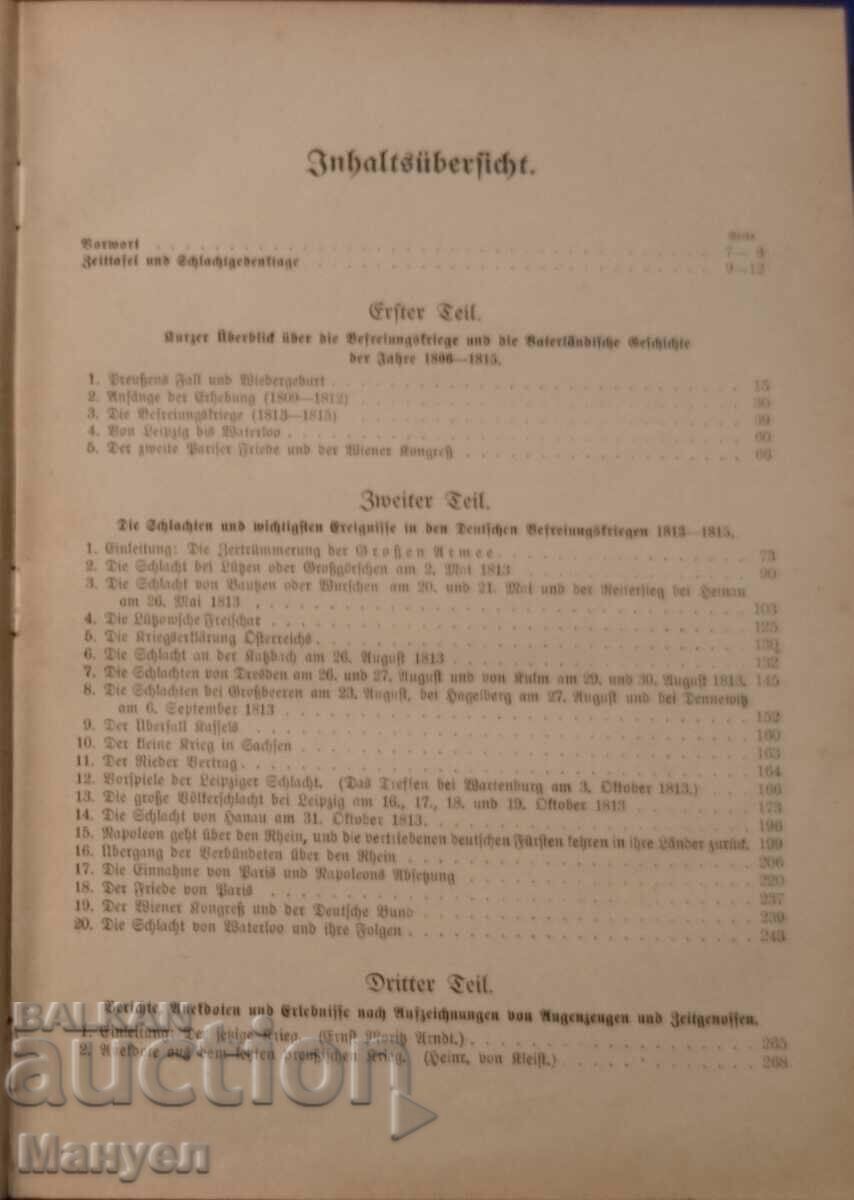 Inhaltsübersicht.
Seite
Vorwort . . . 7— 8
Zeittafel und Schlachtgedenktage . . . 9—12
Erster Teil.
Kurzer Überblick über die Befreiungskriege und die Vaterländische Geschichte
der Jahre 1806—1815.
1. Preußens Fall und Wiedergeburt . . . 15
2. Anfänge der Erhebung (1809—1812) . . . 30
3. Die Befreiungskriege (1813—1815) . . . 39
4. Von Leipzig bis Waterloo . . . 60
5. Der zweite Pariser Friede und der Wiener Kongreß . . . 66
Zweiter Teil.
Die Schlachten und wichtigsten Ereignisse in den Deutschen Befreiungskriegen 1813—1815.
1. Einleitung: Die Zertrümmerung der Großen Armee . . . 73
2. Die Schlacht bei Lützen oder Großgörschen am 2. Mai 1813 . . . 90
3. Die Schlacht von Bautzen oder Wurschen am 20. und 21. Mai und der Reitersieg bei Heinau
am 26. Mai 1813 . . . 103
4. Die Lützowsche Freischar . . . 125
5. Die Kriegserklärung Österreichs . . . 130
6. Die Schlacht an der Katzbach am 26. August 1813 . . . 132
7. Die Schlachten von Dresden am 26. und 27. August und von Kulm am 29. und 30. August 1813. 145
8. Die Schlachten bei Großbeeren am 23. August, bei Hagelberg am 27. August und bei Dennewitz
am 6. September 1813 . . . 152
9. Der Überfall Kassels . . . 160
10. Der kleine Krieg in Sachsen . . . 163
11. Der Rieder Vertrag . . . 164
12. Vorspiele der Leipziger Schlacht. (Das Treffen bei Wartenburg am 3. Oktober 1813.) . . . 166
13. Die große Völkerschlacht bei Leipzig am 16., 17., 18. und 19. Oktober 1813 . . . 173
14. Die Schlacht von Hanau am 31. Oktober 1813 . . . 196
15. Napoleon geht über den Rhein, und die vertriebenen deutschen Fürsten kehren in ihre Länder zurück. 199
16. Übergang der Verbündeten über den Rhein . . . 206
17. Die Einnahme von Paris und Napoleons Absetzung . . . 220
18. Der Friede von Paris . . . 237
19. Der Wiener Kongreß und der Deutsche Bund . . . 239
20. Die Schlacht von Waterloo und ihre Folgen . . . 243
Dritter Teil.
Berichte, Anekdoten und Erlebnisse nach Aufzeichnungen von Augenzeugen und Zeitgenossen.
1. Einleitung: Der jetzige Krieg. (Ernst Moritz Arndt.) . . . 265
2. Anekdote aus dem letzten preußischen Krieg. (Heinr. von Kleist.) . . . 268
BALKAN
auction
Мануел